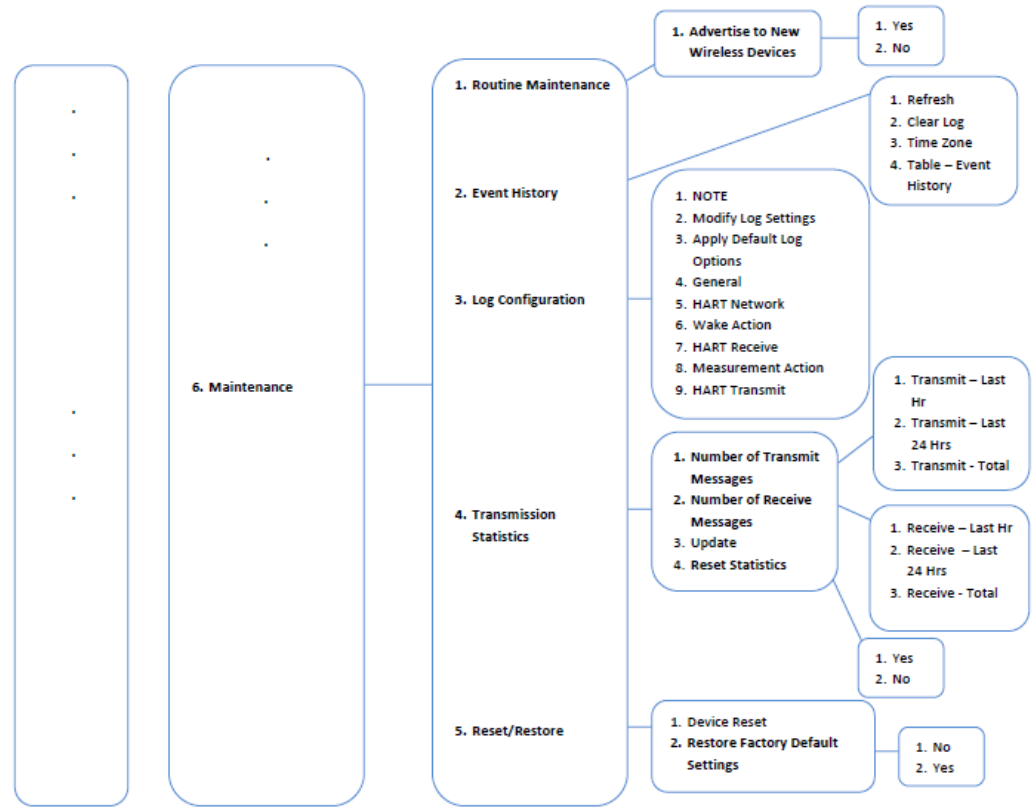 6. Maintenance
1. Routine Maintenance
2. Event History
3. Log Configuration
4. Transmission
Statistics
5. Reset/Restore
1. Advertise to New
Wireless Devices
1. Yes
2. No
1. Refresh
2. Clear Log
3. Time Zone
4. Table – Event
History
1. NOTE
2. Modify Log Settings
3. Apply Default Log
Options
4. General
5. HART Network
6. Wake Action
7. HART Receive
8. Measurement Action
9. HART Transmit
1. Number of Transmit
Messages
2. Number of Receive
Messages
3. Update
4. Reset Statistics
1. Transmit – Last
Hr
2. Transmit – Last
24 Hrs
3. Transmit - Total
1. Receive – Last Hr
2. Receive – Last
24 Hrs
3. Receive - Total
1. Yes
2. No
1. Device Reset
2. Restore Factory Default
Settings
1. No
2. Yes